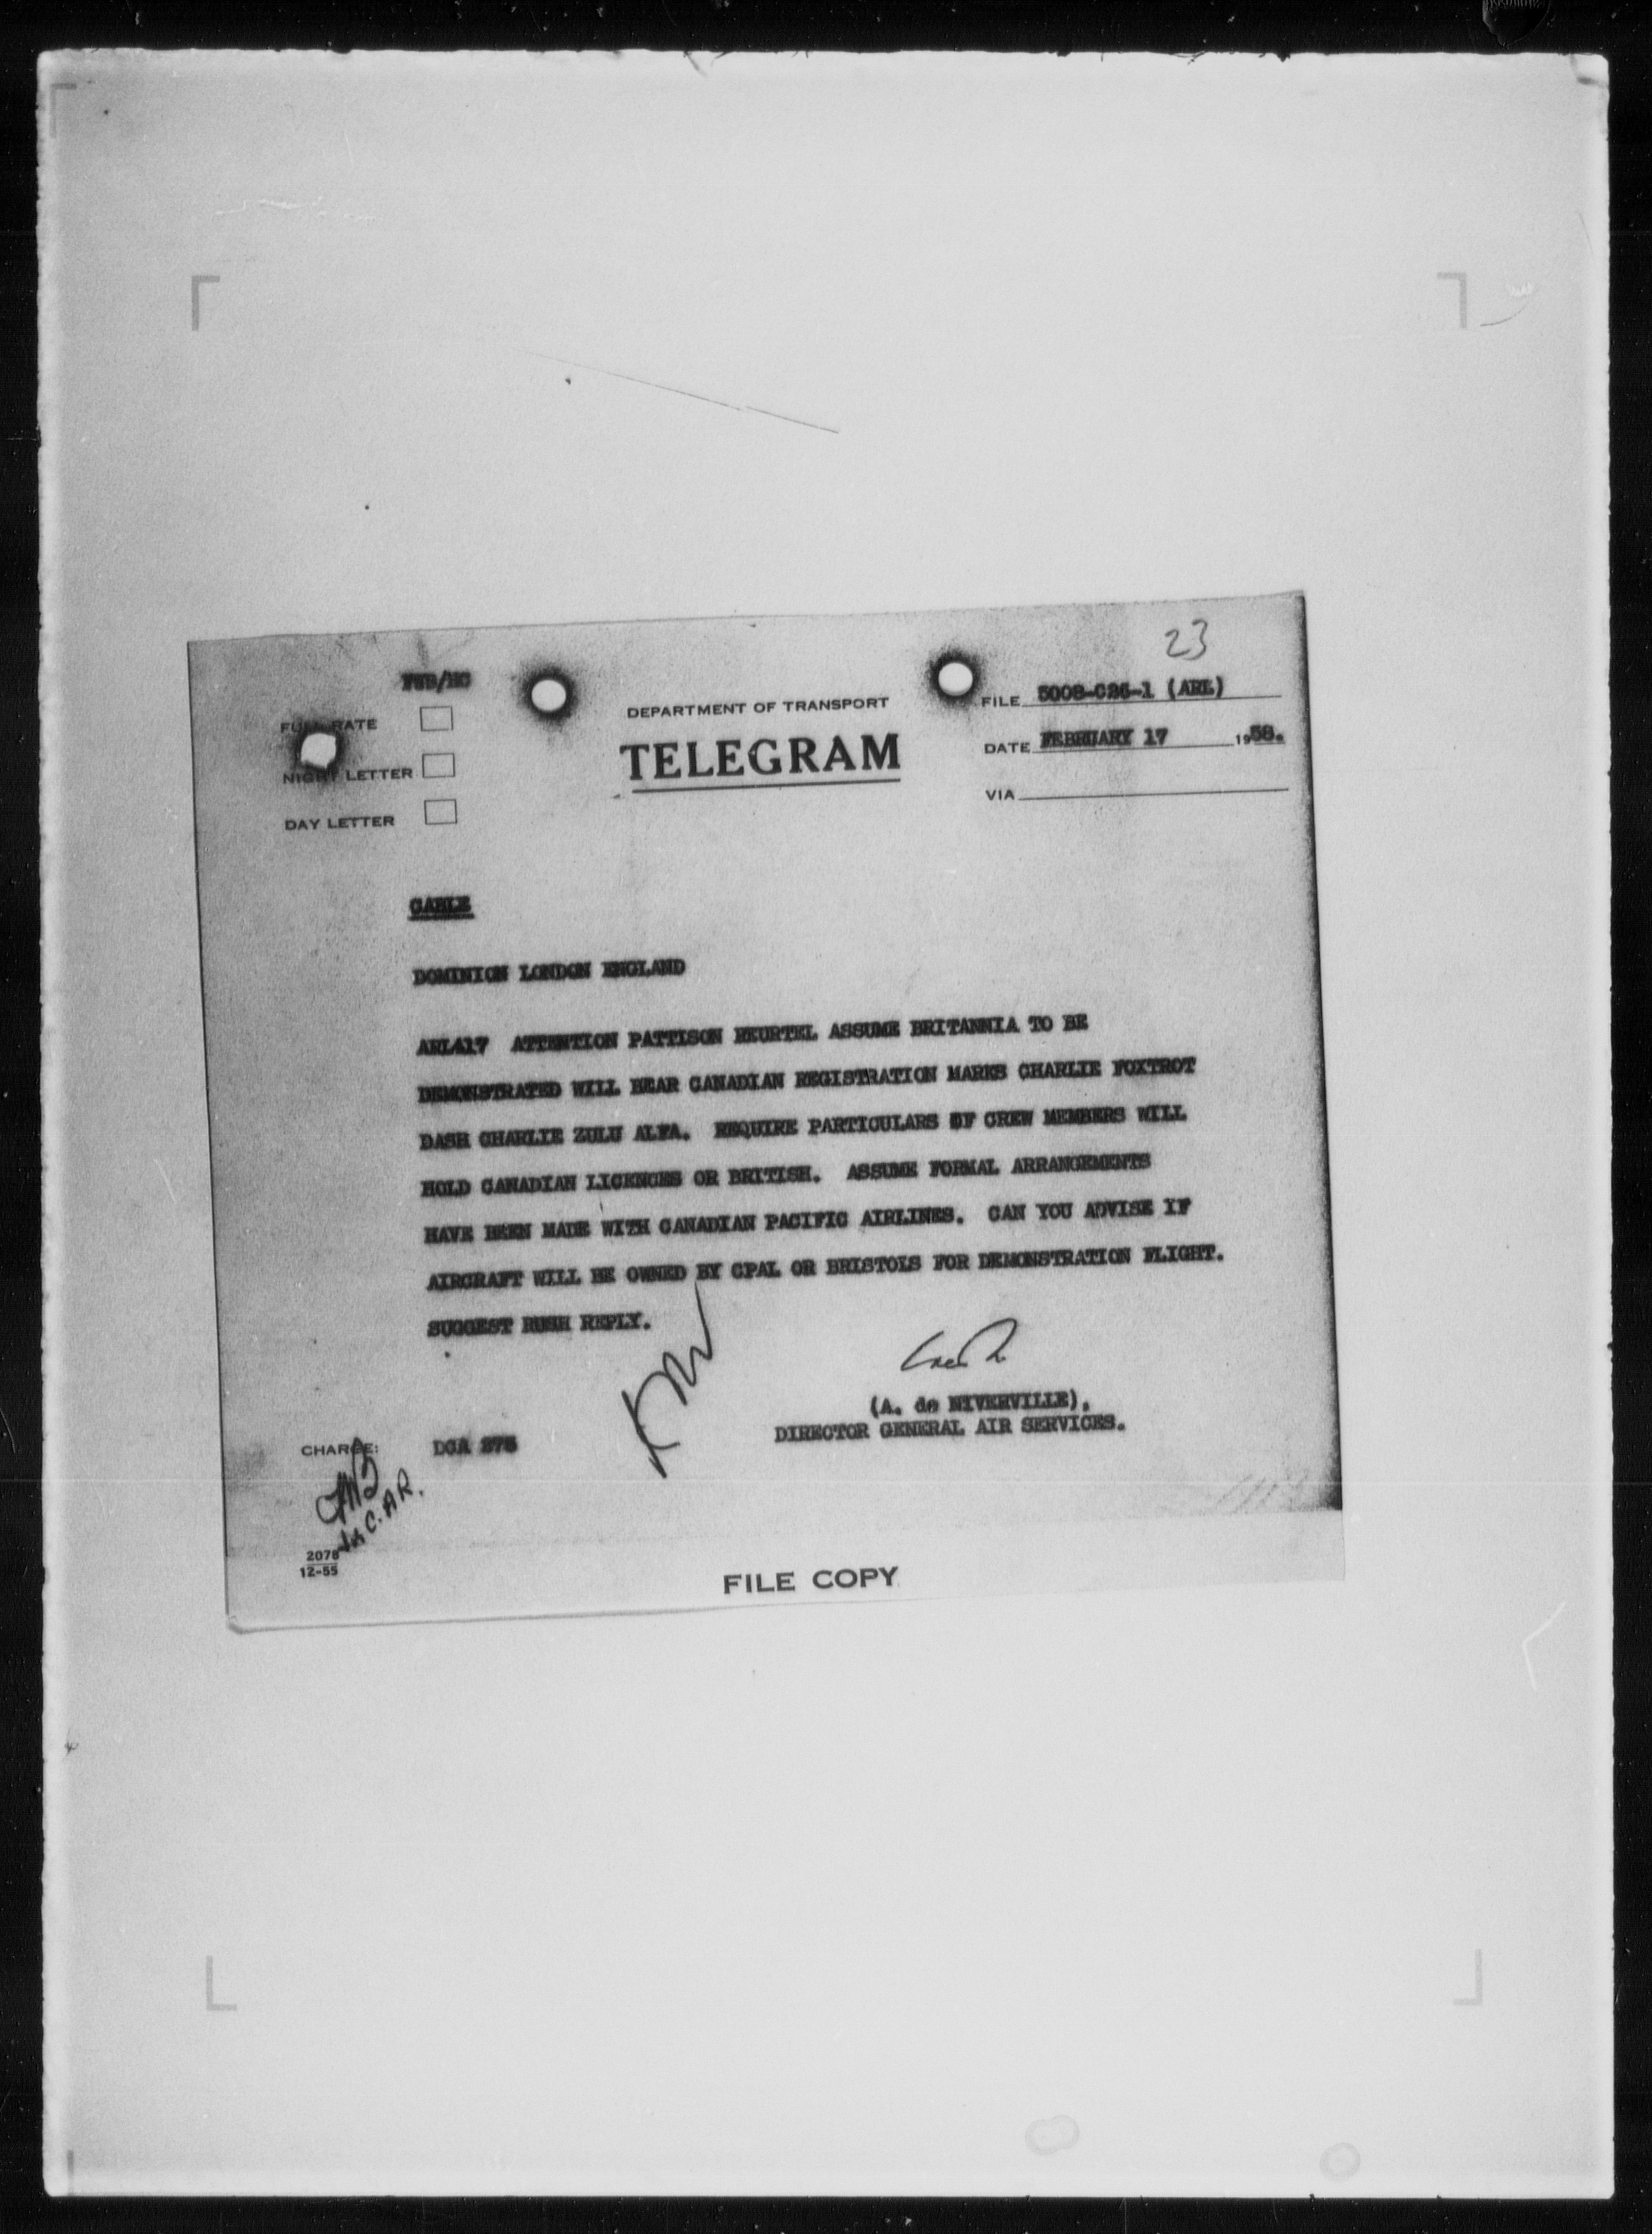 23
FWB/MC
FILE 5008-C26-1 (ARL)
FULL RATE
DEPARTMENT OF TRANSPORT
DATE FEBRUARY 17 1958.
NIGHT LETTER
TELEGRAM
VIA
DAY LETTER
CABLE
DOMINION LONDON ENGLAND
ARL417 ATTENTION PATTISON HEURTEL ASSUME BRITANNIA TO BE
DEMONSTRATED WILL BEAR CANADIAN REGISTRATION MARKS CHARLIE FOXTROT
DASH CHARLIE ZULU ALFA. REQUIRE PARTICULARS OF CREW MEMBERS WILL
HOLD CANADIAN LICENCES OR BRITISH. ASSUME FORMAL ARRANGEMENTS
HAVE BEEN MADE WITH CANADIAN PACIFIC AIRLINES. CAN YOU ADVISE IF
AIRCRAFT WILL BE OWNED BY CPAL OR BRISTOLS FOR DEMONSTRATION FLIGHT.
SUGGEST RUSH REPLY.
(A. de NIVERVILLE),
DIRECTOR GENERAL AIR SERVICES.
CHARGE: DCA 275
C.A.R.
2078
12-55
FILE COPY